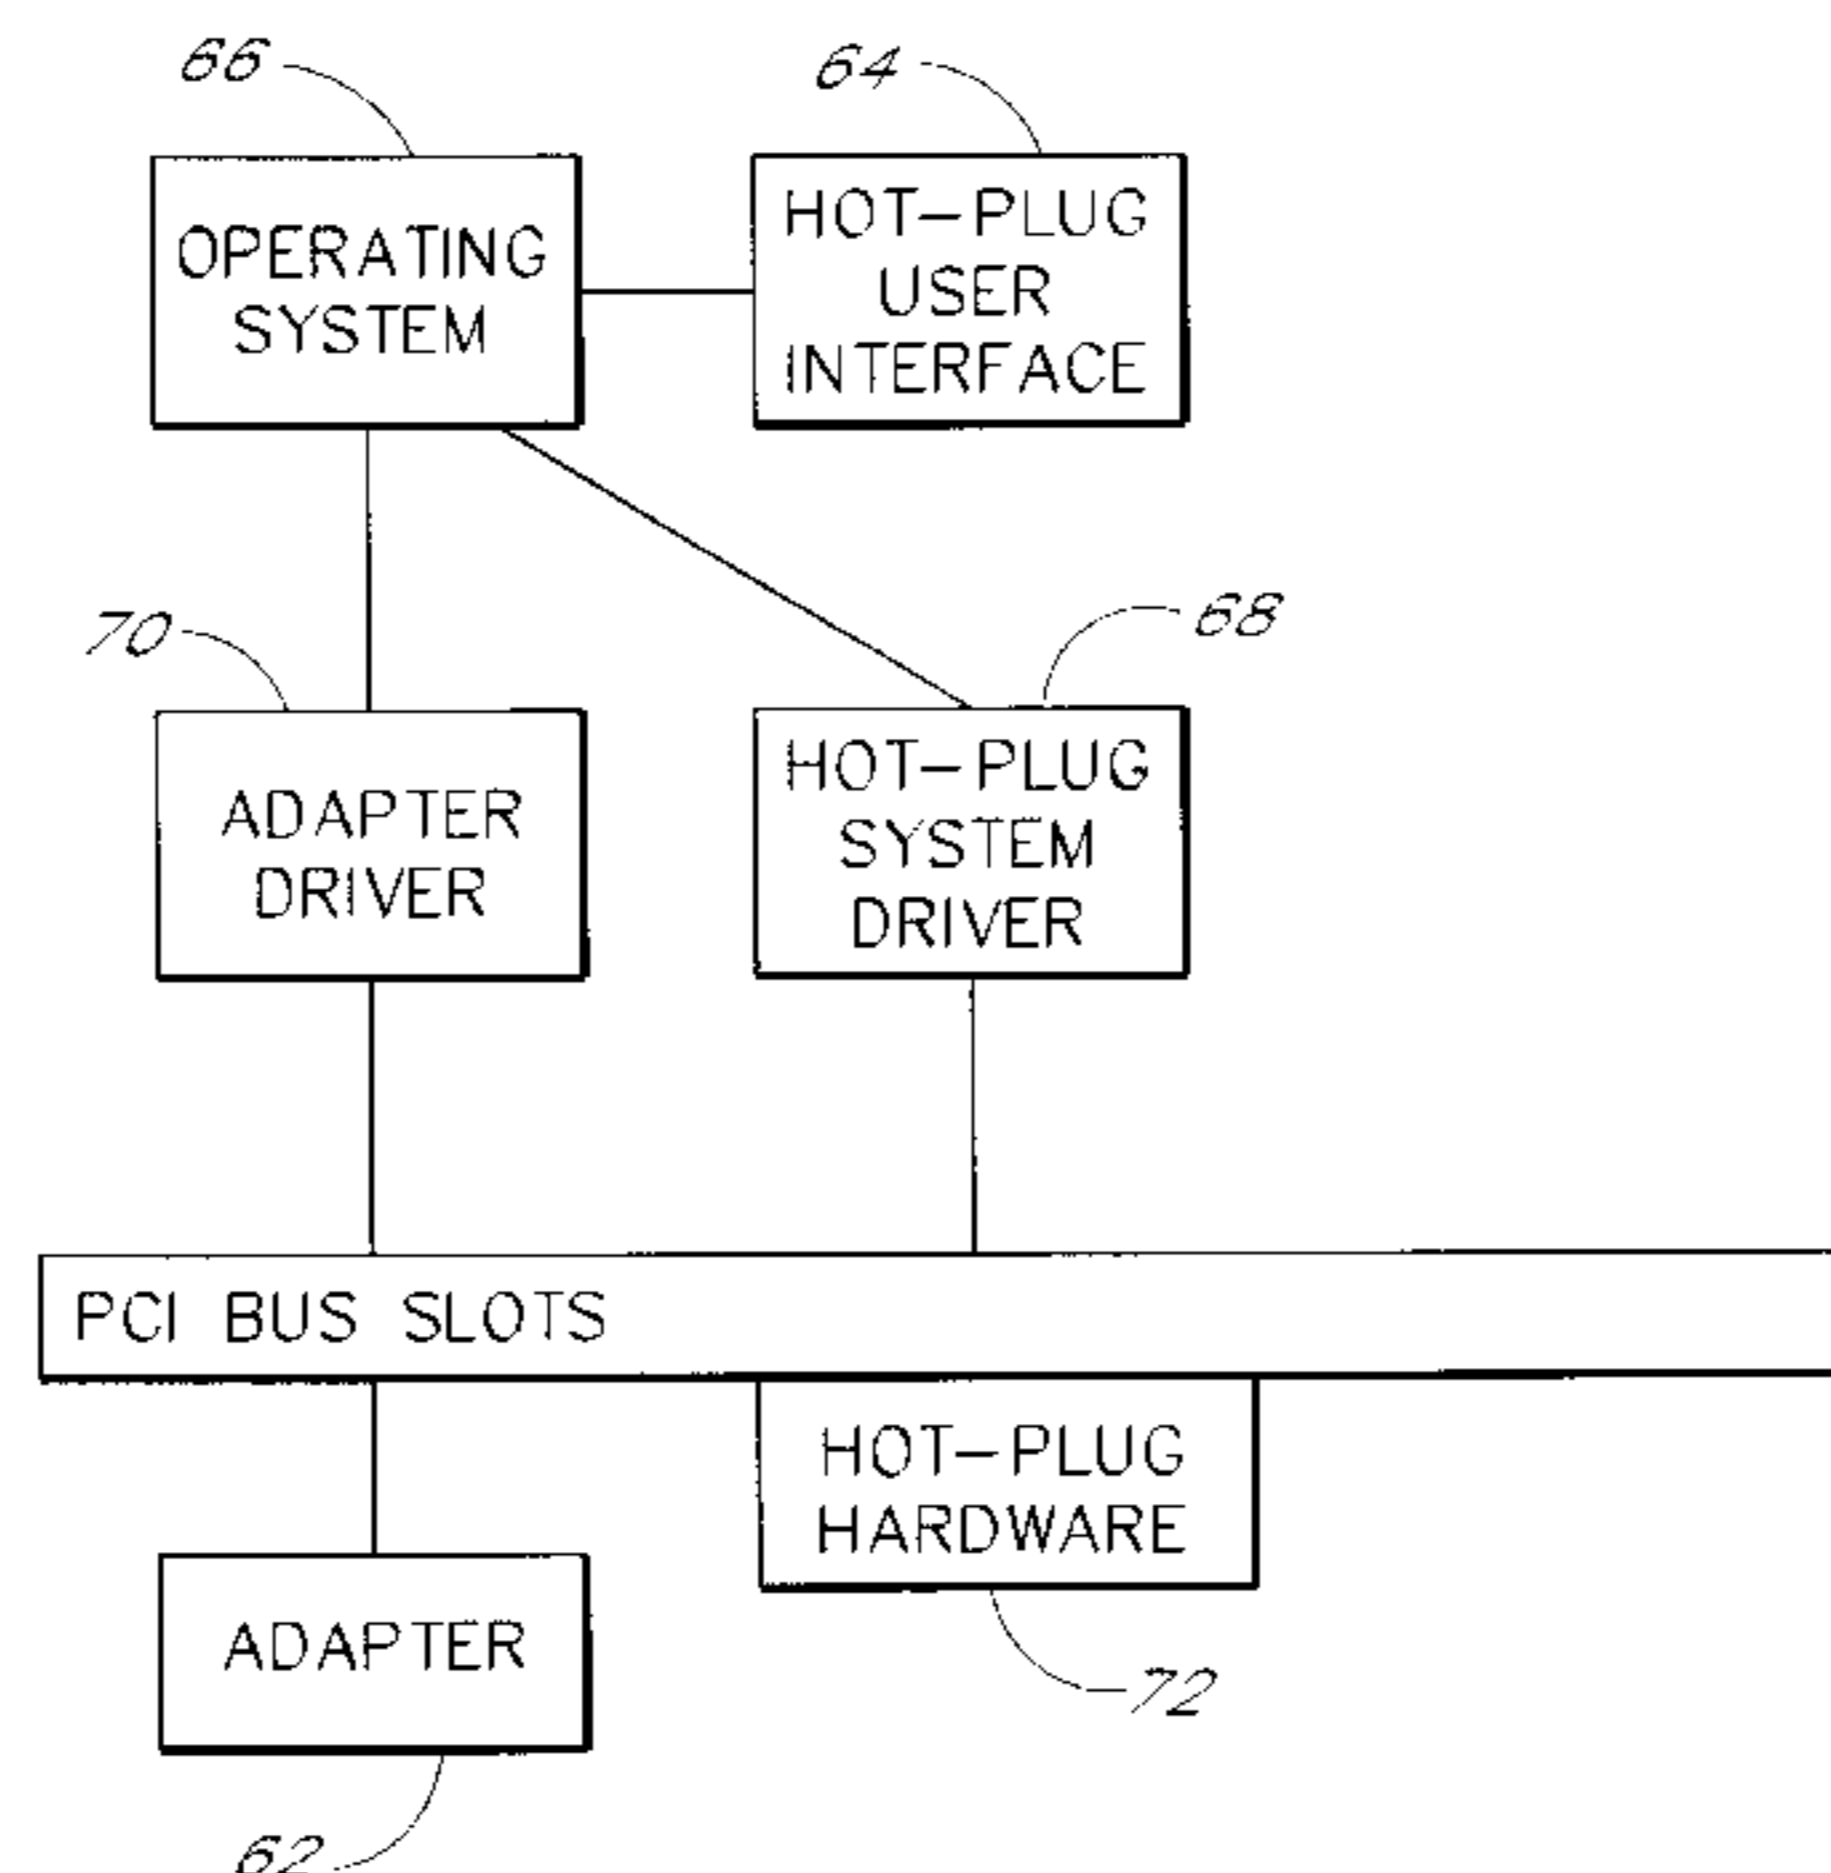 66
64
OPERATING
SYSTEM
HOT-PLUG
USER
INTERFACE
70
68
ADAPTER
DRIVER
HOT-PLUG
SYSTEM
DRIVER
PCI BUS SLOTS
HOT-PLUG
HARDWARE
ADAPTER
72
62